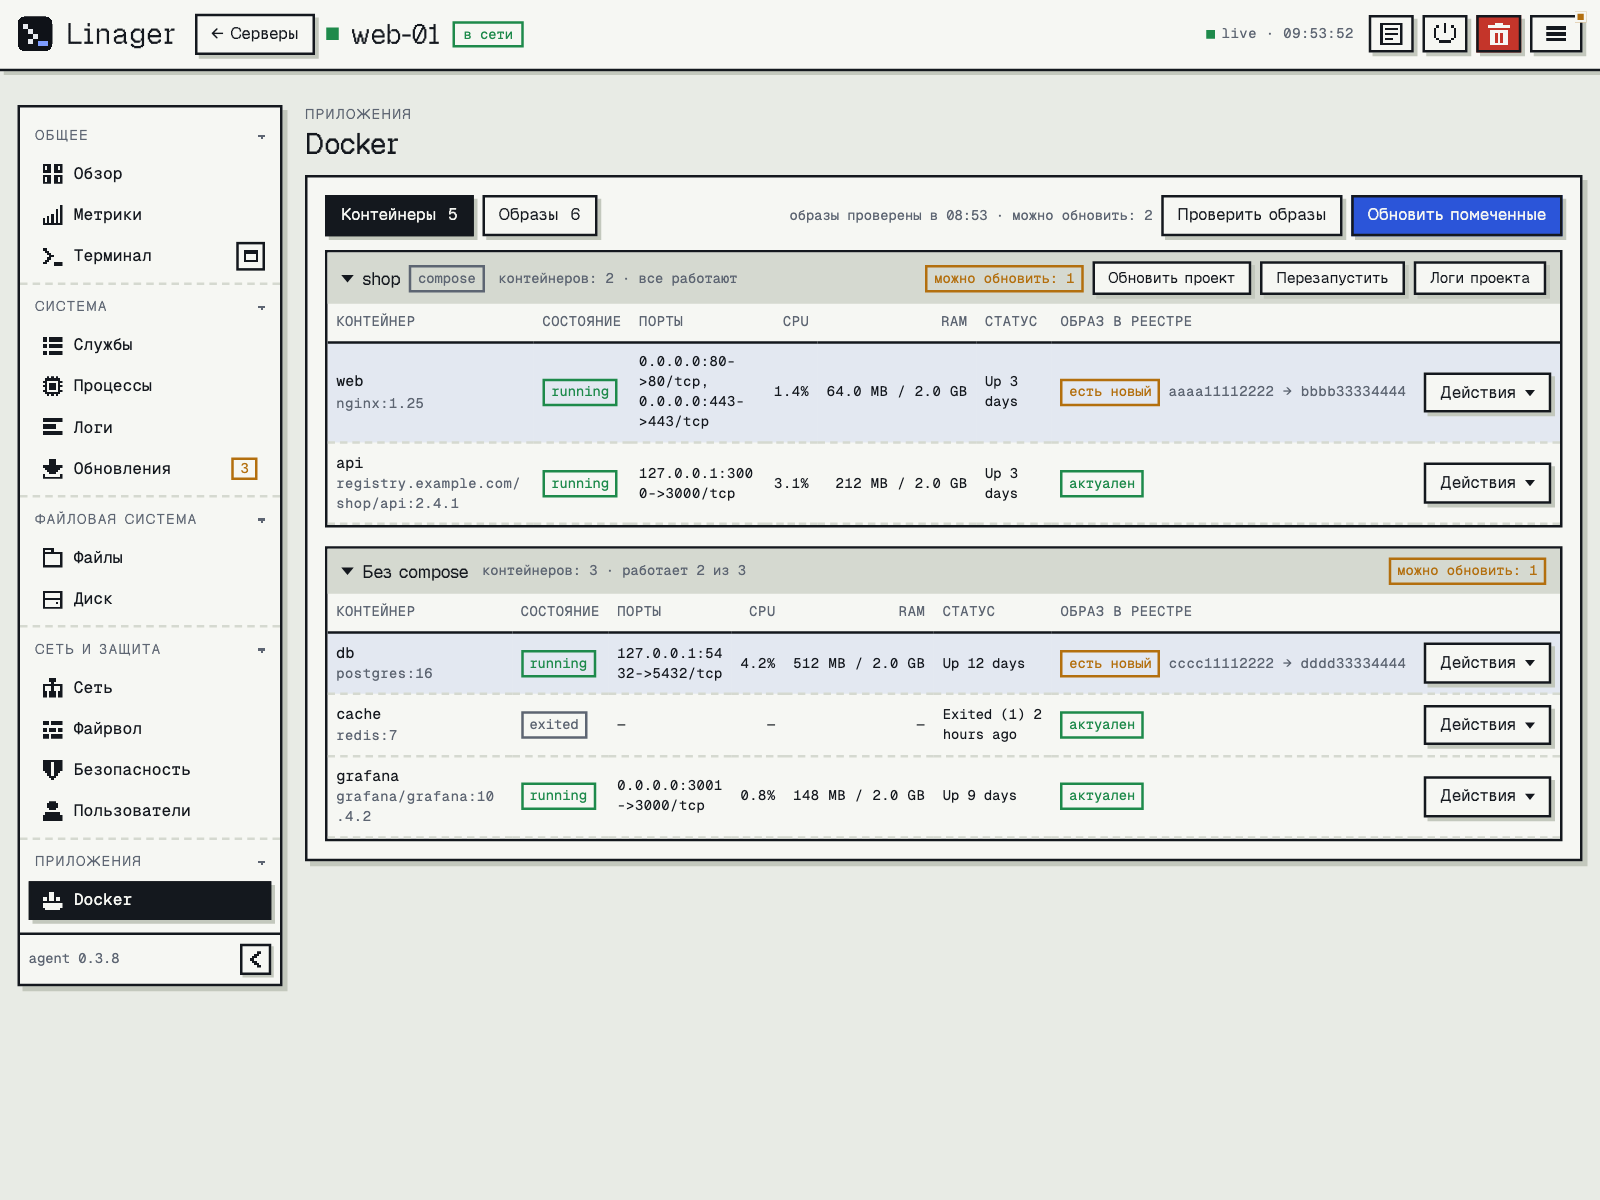 Linager
← Серверы
web-01
в сети
live · 09:53:52
ОБЩЕЕ
Обзор
Метрики
Терминал
СИСТЕМА
Службы
Процессы
Логи
Обновления 3
ФАЙЛОВАЯ СИСТЕМА
Файлы
Диск
СЕТЬ И ЗАЩИТА
Сеть
Файрвол
Безопасность
Пользователи
ПРИЛОЖЕНИЯ
Docker
agent 0.3.8
ПРИЛОЖЕНИЯ
Docker
Контейнеры 5
Образы 6
образы проверены в 08:53 · можно обновить: 2
Проверить образы
Обновить помеченные
shop compose контейнеров: 2 · все работают
можно обновить: 1
Обновить проект
Перезапустить
Логи проекта
КОНТЕЙНЕР СОСТОЯНИЕ ПОРТЫ CPU RAM СТАТУС ОБРАЗ В РЕЕСТРЕ
web
nginx:1.25
running
0.0.0.0:80-
>80/tcp,
0.0.0.0:443-
>443/tcp
1.4%
64.0 MB / 2.0 GB
Up 3
days
есть новый
aaaa11112222 → bbbb33334444
Действия
api
registry.example.com/
shop/api:2.4.1
running
127.0.0.1:300
0->3000/tcp
3.1%
212 MB / 2.0 GB
Up 3
days
актуален
Действия
Без compose контейнеров: 3 · работает 2 из 3
можно обновить: 1
КОНТЕЙНЕР СОСТОЯНИЕ ПОРТЫ CPU RAM СТАТУС ОБРАЗ В РЕЕСТРЕ
db
postgres:16
running
127.0.0.1:54
32->5432/tcp
4.2%
512 MB / 2.0 GB
Up 12 days
есть новый
cccc11112222 → dddd33334444
Действия
cache
redis:7
exited
—
—
—
Exited (1) 2
hours ago
актуален
Действия
grafana
grafana/grafana:10
.4.2
running
0.0.0.0:3001
->3000/tcp
0.8%
148 MB / 2.0 GB
Up 9 days
актуален
Действия